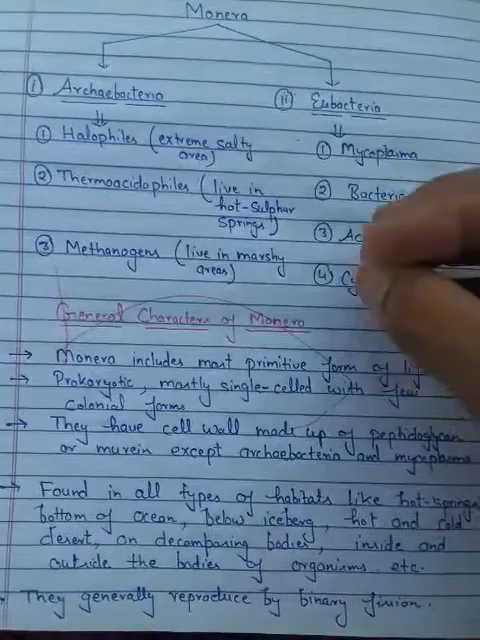 Monera
(i) Archaebacteria
(ii) Eubacteria
① Halophiles (extreme salty
area)
② Thermoacidophiles (live in
hot-sulphur
springs)
③ Methanogens (live in marshy
areas)
① Mycoplasma
②
③
④
General Characters of Monera
→ Monera includes most primitive form of
→ Prokaryotic, mostly single-celled with few
colonial forms
→ They have cell wall made up of peptidoglycan
or murein except archaebacteria and mycoplasma
→ Found in all types of habitats like hot-springs
bottom of ocean, below iceberg, hot and cold
desert, on decomposing bodies, inside and
outside the bodies of organisms etc.
They generally reproduce by binary fission.